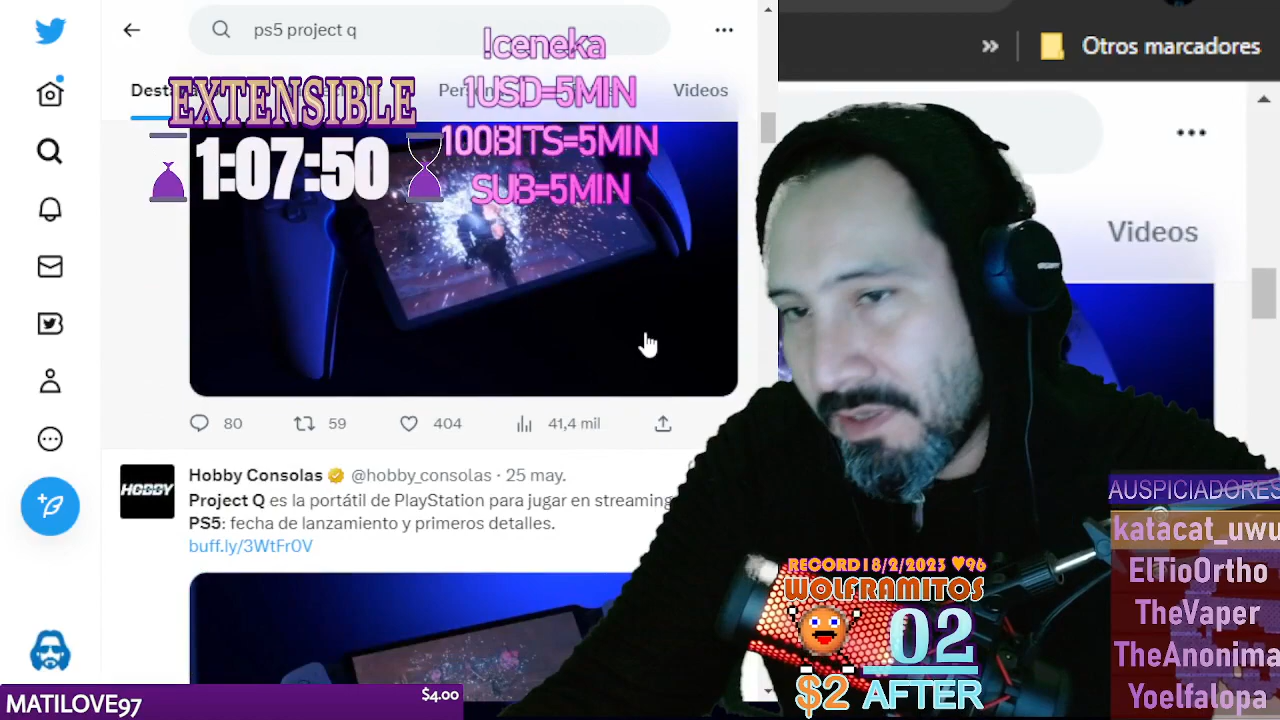 ps5 project q
Otros marcadores
!ceneka
1USD=5MIN
100BITS=5MIN
SUB=5MIN
EXTENSIBLE
1:07:50
Videos
Videos
80
59
404
41,4 mil
HOBBY
Hobby Consolas @hobby_consolas · 25 may.
Project Q es la portátil de PlayStation para jugar en streaming
PS5: fecha de lanzamiento y primeros detalles.
buff.ly/3WtFr0V
AUSPICIADORES
katacat_uwu
ElTioOrtho
TheVaper
TheAnonima
Yoelfalopa
RECORD18/2/2023 ♥96
WOLFRAMITOS
02
$2 AFTER
MATILOVE97
$4.00